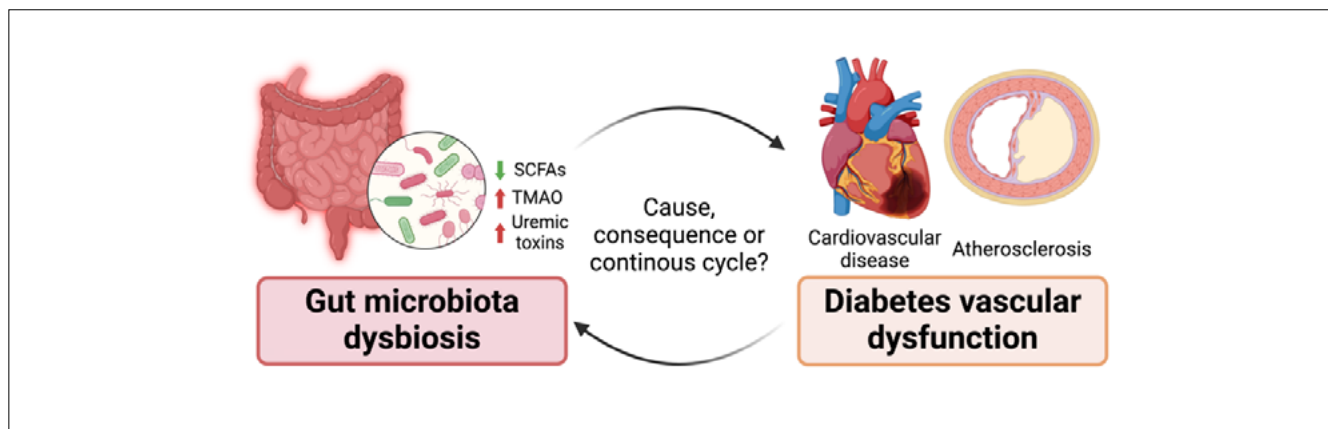 SCFAs
TMAO
Uremic
toxins
Gut microbiota
dysbiosis
Cause,
consequence or
continous cycle?
Cardiovascular
disease
Atherosclerosis
Diabetes vascular
dysfunction